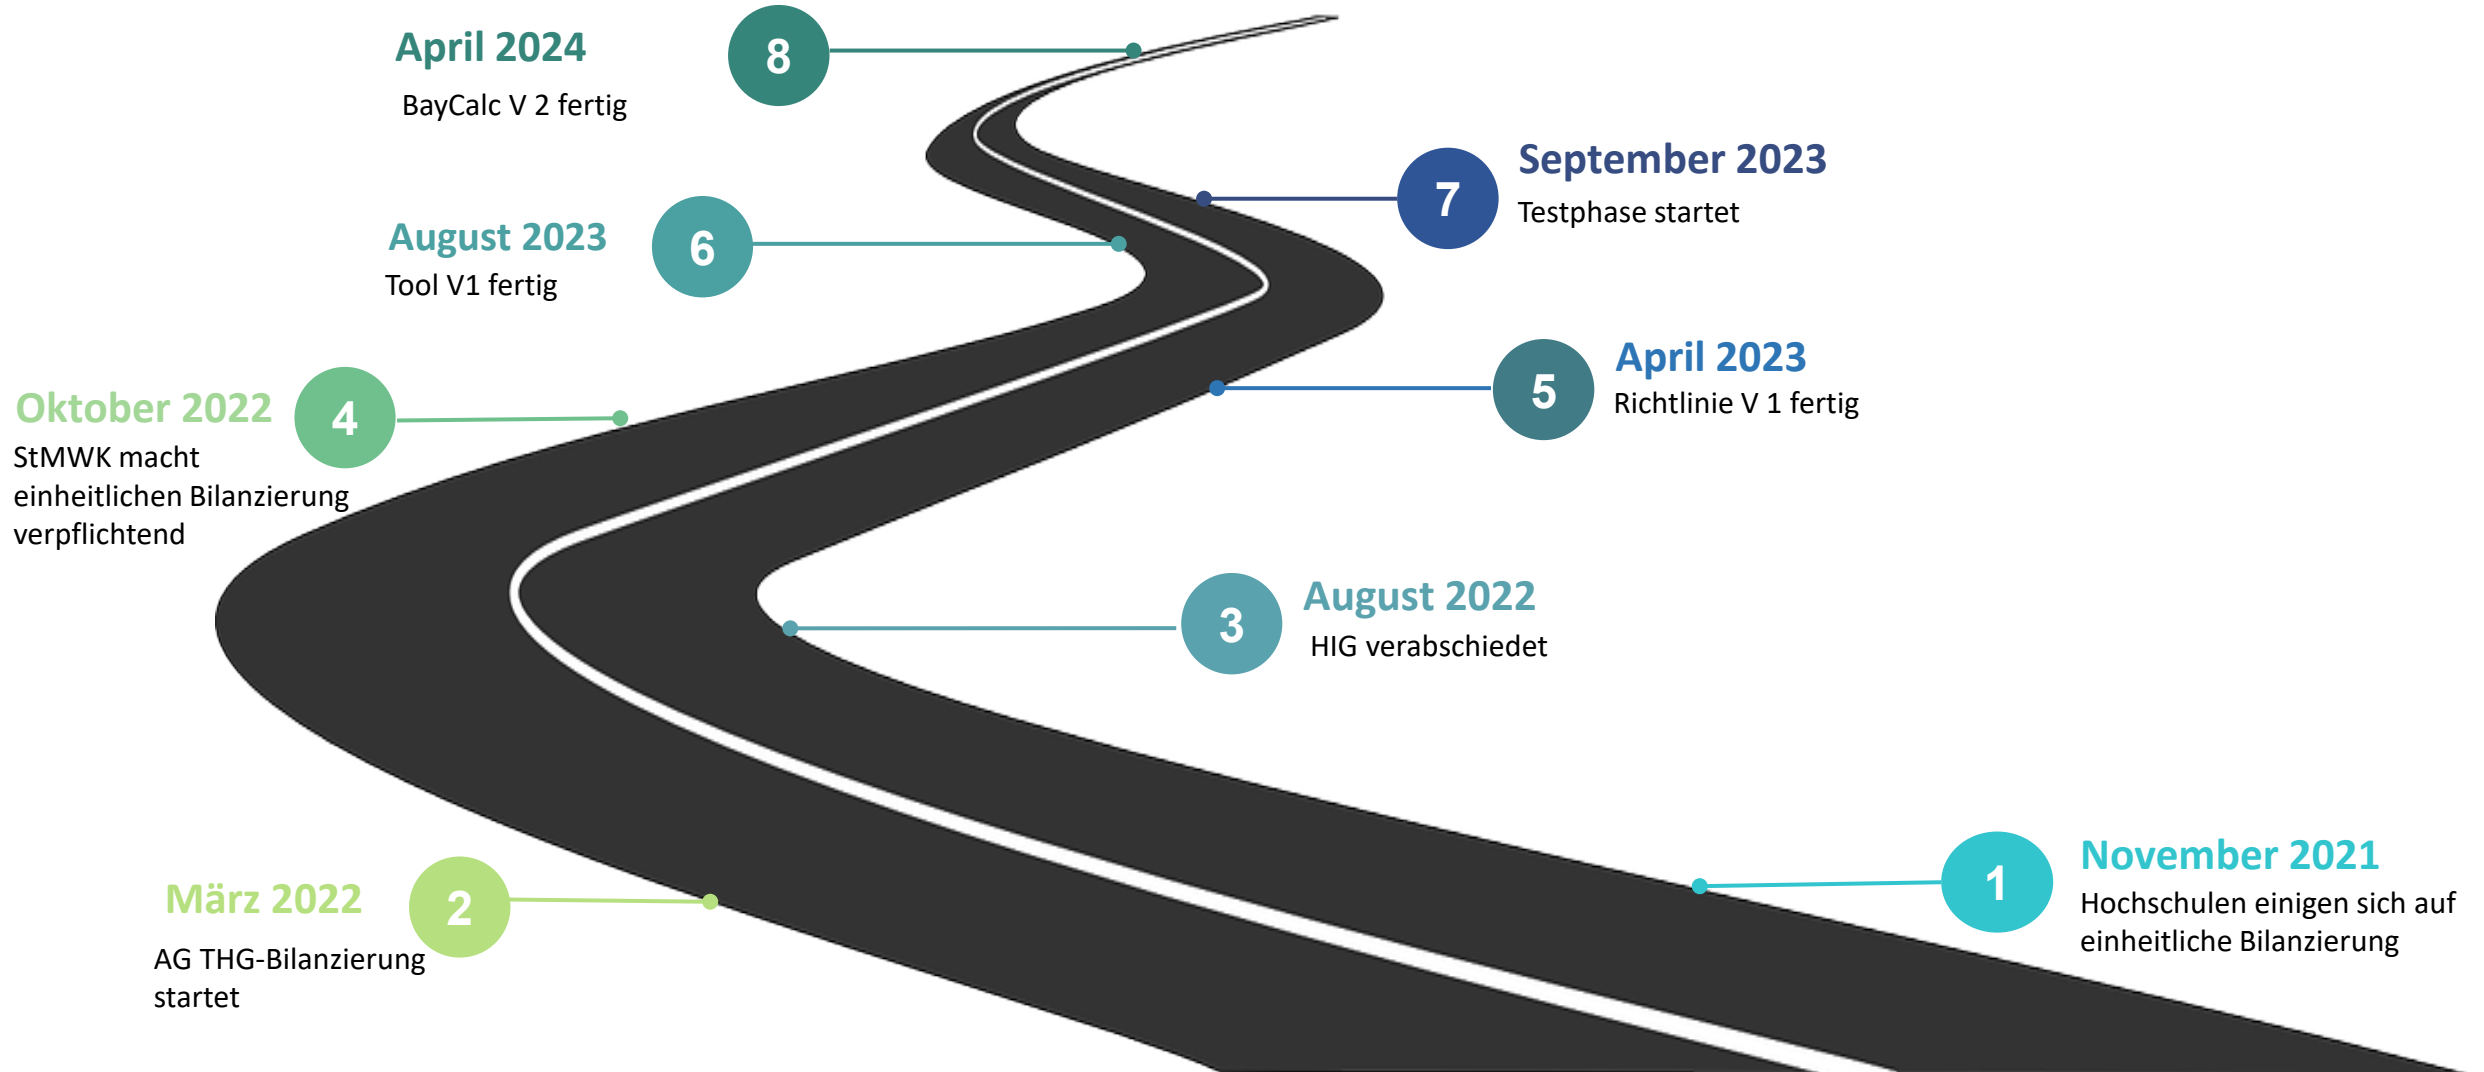 April 2024
8
BayCalc V 2 fertig
7
September 2023
Testphase startet
August 2023
6
Tool V1 fertig
5
April 2023
Richtlinie V 1 fertig
Oktober 2022
4
StMWK macht
einheitlichen Bilanzierung
verpflichtend
3
August 2022
HIG verabschiedet
1
November 2021
Hochschulen einigen sich auf
einheitliche Bilanzierung
März 2022
2
AG THG-Bilanzierung
startet